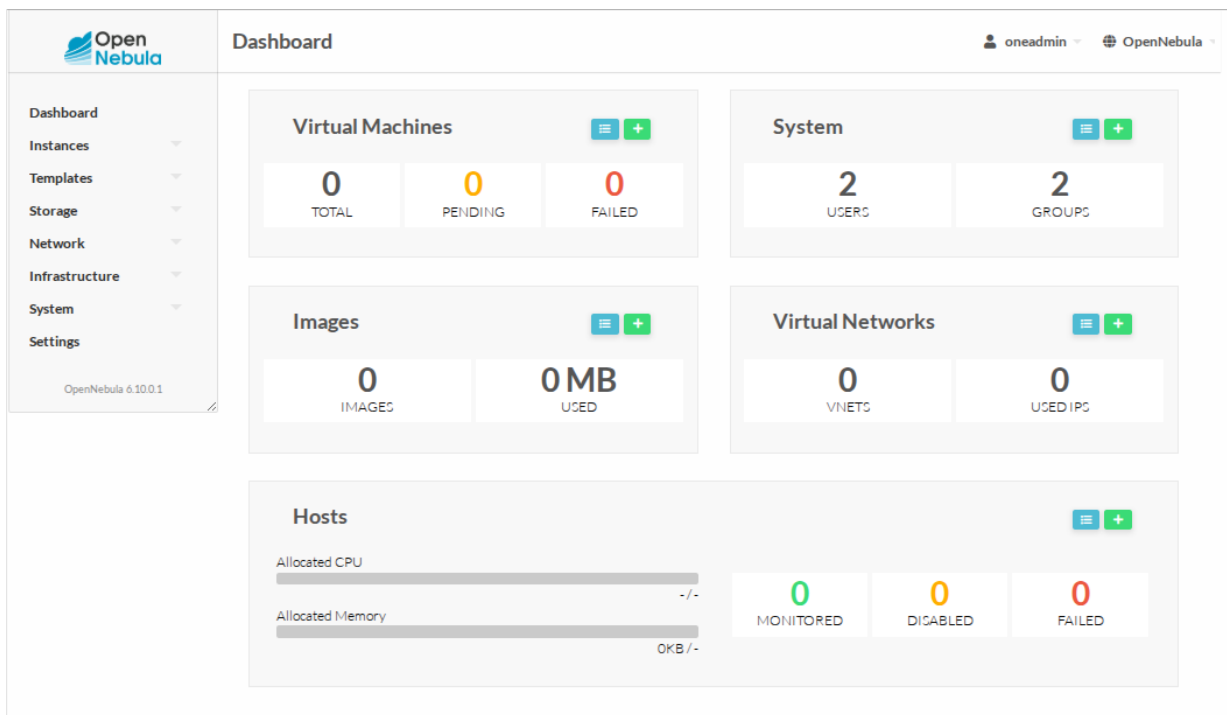 Open
Nebula
Dashboard
oneadmin
OpenNebula
Dashboard
Instances
Templates
Storage
Network
Infrastructure
System
Settings
OpenNebula 6.10.0.1
Virtual Machines
0
TOTAL
0
PENDING
0
FAILED
System
2
USERS
2
GROUPS
Images
0
IMAGES
0 MB
USED
Virtual Networks
0
VNETS
0
USED IPS
Hosts
Allocated CPU
- / -
Allocated Memory
0KB / -
0
MONITORED
0
DISABLED
0
FAILED